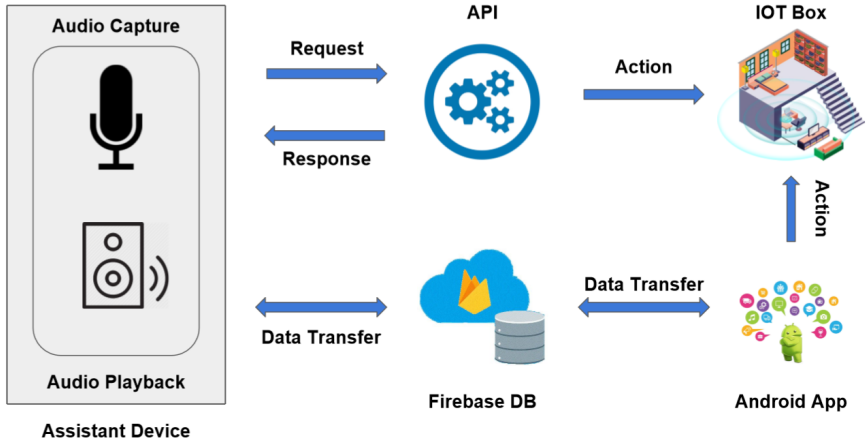 Audio Capture
Audio Playback
Assistant Device
Request
Response
API
Action
IOT Box
Action
Data Transfer
Firebase DB
Data Transfer
Android App